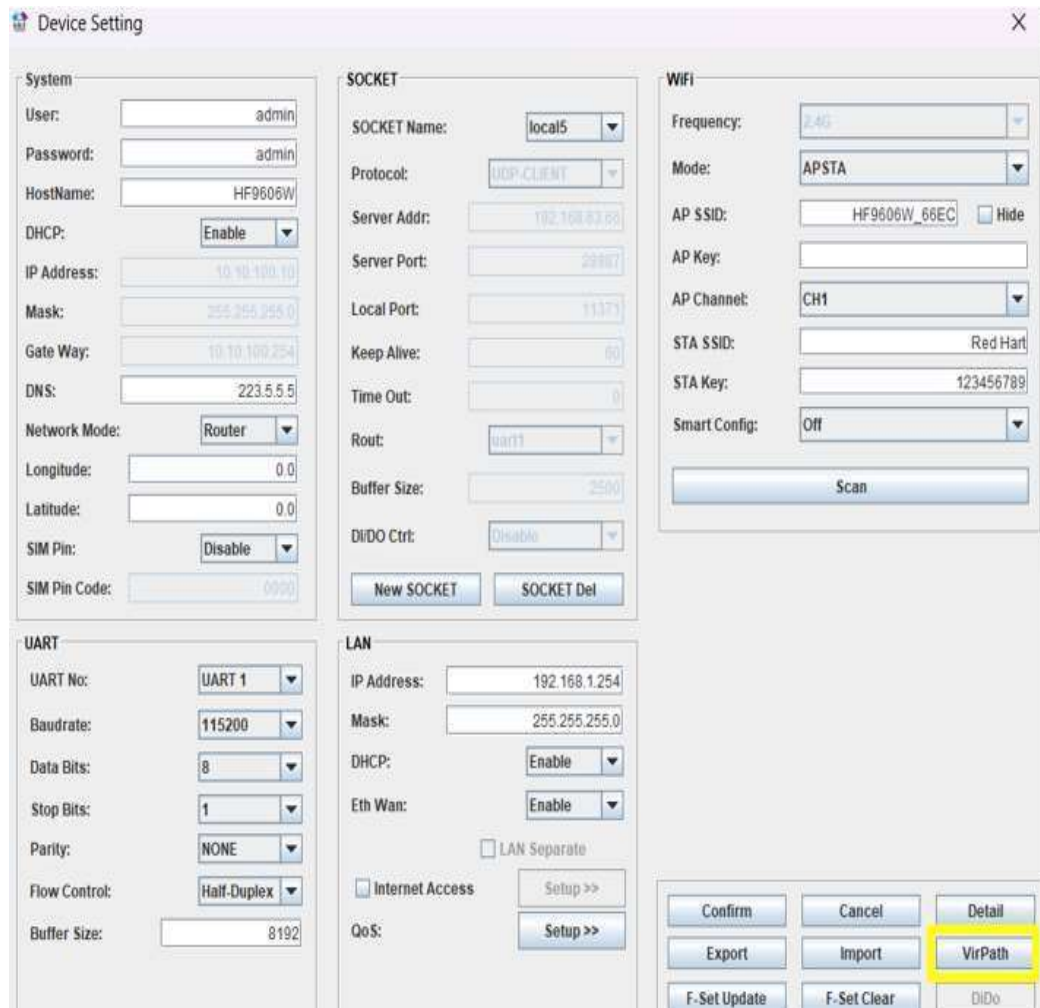 Device Setting
X
System
User: admin
Password: admin
HostName: HF9606W
DHCP: Enable
IP Address: 10.10.100.10
Mask: 255.255.255.0
Gate Way: 10.10.100.254
DNS: 223.5.5.5
Network Mode: Router
Longitude: 0.0
Latitude: 0.0
SIM Pin: Disable
SIM Pin Code: 0000
SOCKET
SOCKET Name: local5
Protocol: UDP-CLIENT
Server Addr:
Server Port:
Local Port: 11371
Keep Alive: 60
Time Out: 0
Rout: uart1
Buffer Size: 2500
DI/DO Ctrl: Disable
New SOCKET SOCKET Del
WiFi
Frequency: 2.4G
Mode: APSTA
AP SSID: HF9606W_66EC Hide
AP Key:
AP Channel: CH1
STA SSID: Red Hart
STA Key: 123456789
Smart Config: Off
Scan
UART
UART No: UART 1
Baudrate: 115200
Data Bits: 8
Stop Bits: 1
Parity: NONE
Flow Control: Half-Duplex
Buffer Size: 8192
LAN
IP Address: 192.168.1.254
Mask: 255.255.255.0
DHCP: Enable
Eth Wan: Enable
LAN Separate
Internet Access Setup >>
QoS: Setup >>
Confirm Cancel Detail
Export Import VirPath
F-Set Update F-Set Clear DiDo